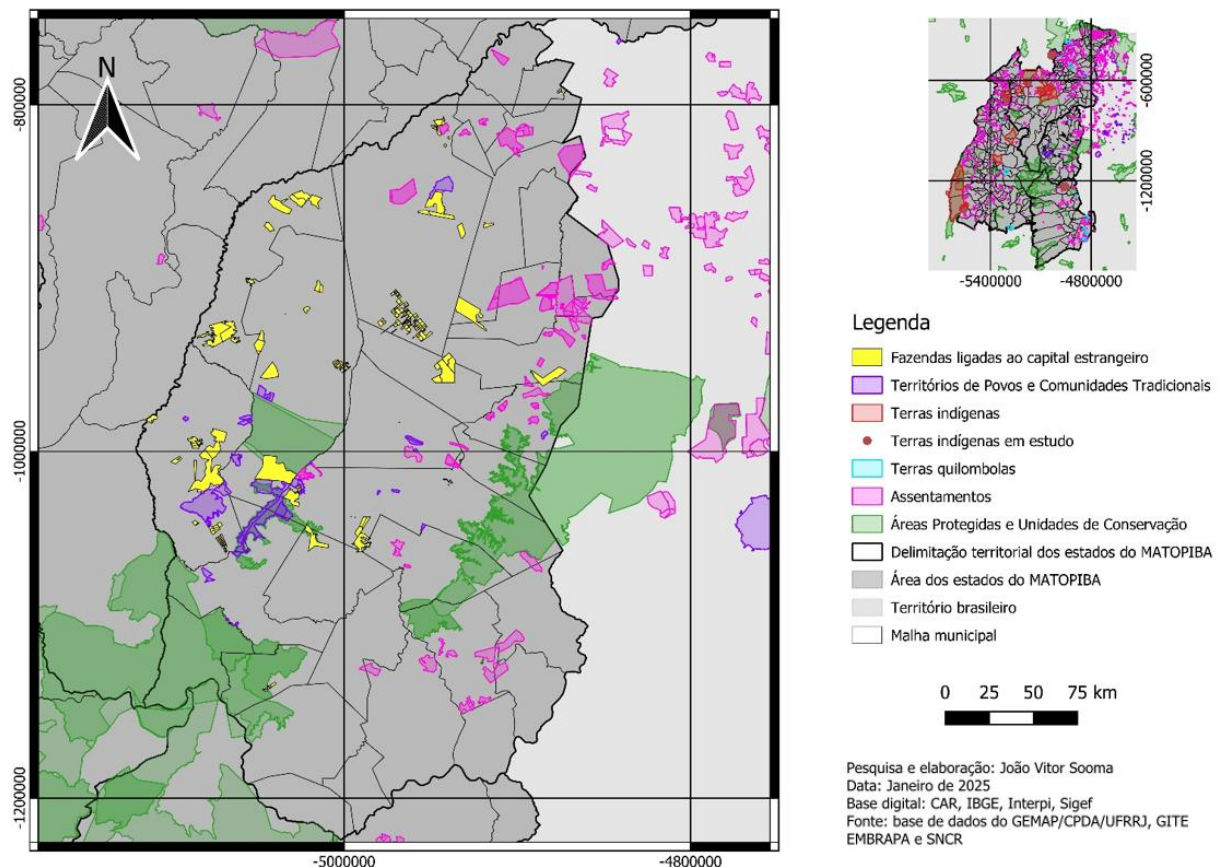 N
-800000
-1000000
-1200000
-5000000
-4800000
-600000
-1200000
-5400000
-4800000
Legenda
Fazendas ligadas ao capital estrangeiro
Territórios de Povos e Comunidades Tradicionais
Terras indígenas
Terras indígenas em estudo
Terras quilombolas
Assentamentos
Áreas Protegidas e Unidades de Conservação
Delimitação territorial dos estados do MATOPIBA
Área dos estados do MATOPIBA
Território brasileiro
Malha municipal
0 25 50 75 km
Pesquisa e elaboração: João Vitor Sooma
Data: Janeiro de 2025
Base digital: CAR, IBGE, Interpi, Sigef
Fonte: base de dados do GEMAP/CPDA/UFRRJ, GITE
EMBRAPA e SNCR